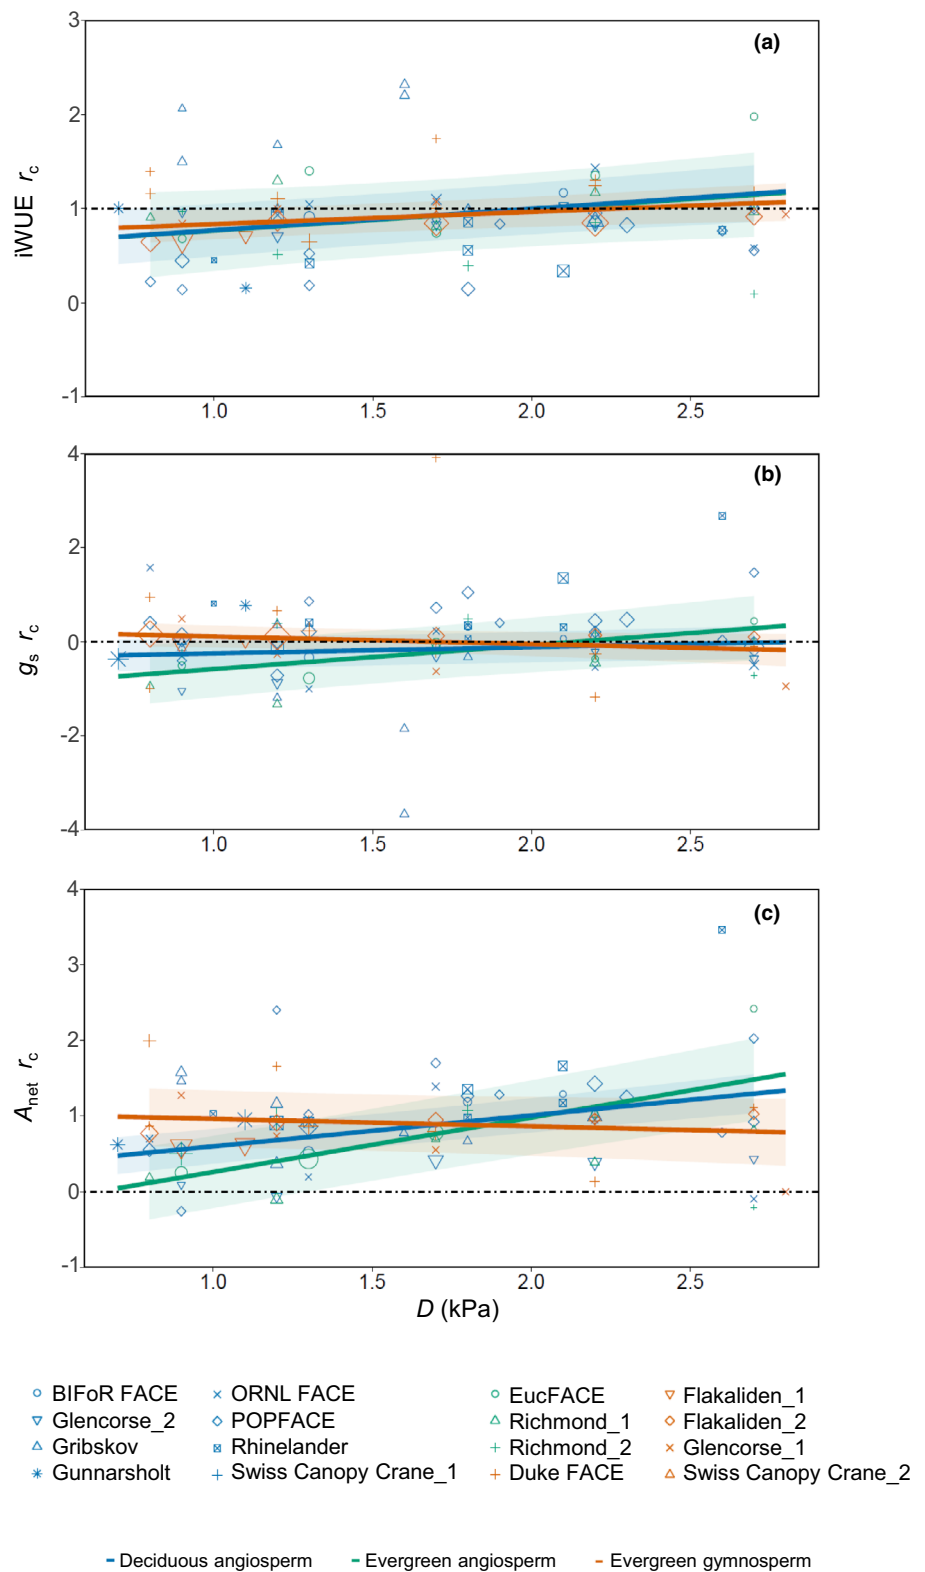 (a)
iWUE rc
3
2
1
0
-1
1.0 1.5 2.0 2.5
(b)
gs rc
4
2
0
-2
-4
1.0 1.5 2.0 2.5
(c)
Anet rc
4
3
2
1
0
-1
1.0 1.5 2.0 2.5
D (kPa)
BIFoR FACE ORNL FACE EucFACE Flakaliden_1
Glencorse_2 POPFACE Richmond_1 Flakaliden_2
Gribskov Rhinelander Richmond_2 Glencorse_1
Gunnarsholt Swiss Canopy Crane_1 Duke FACE Swiss Canopy Crane_2
Deciduous angiosperm Evergreen angiosperm Evergreen gymnosperm